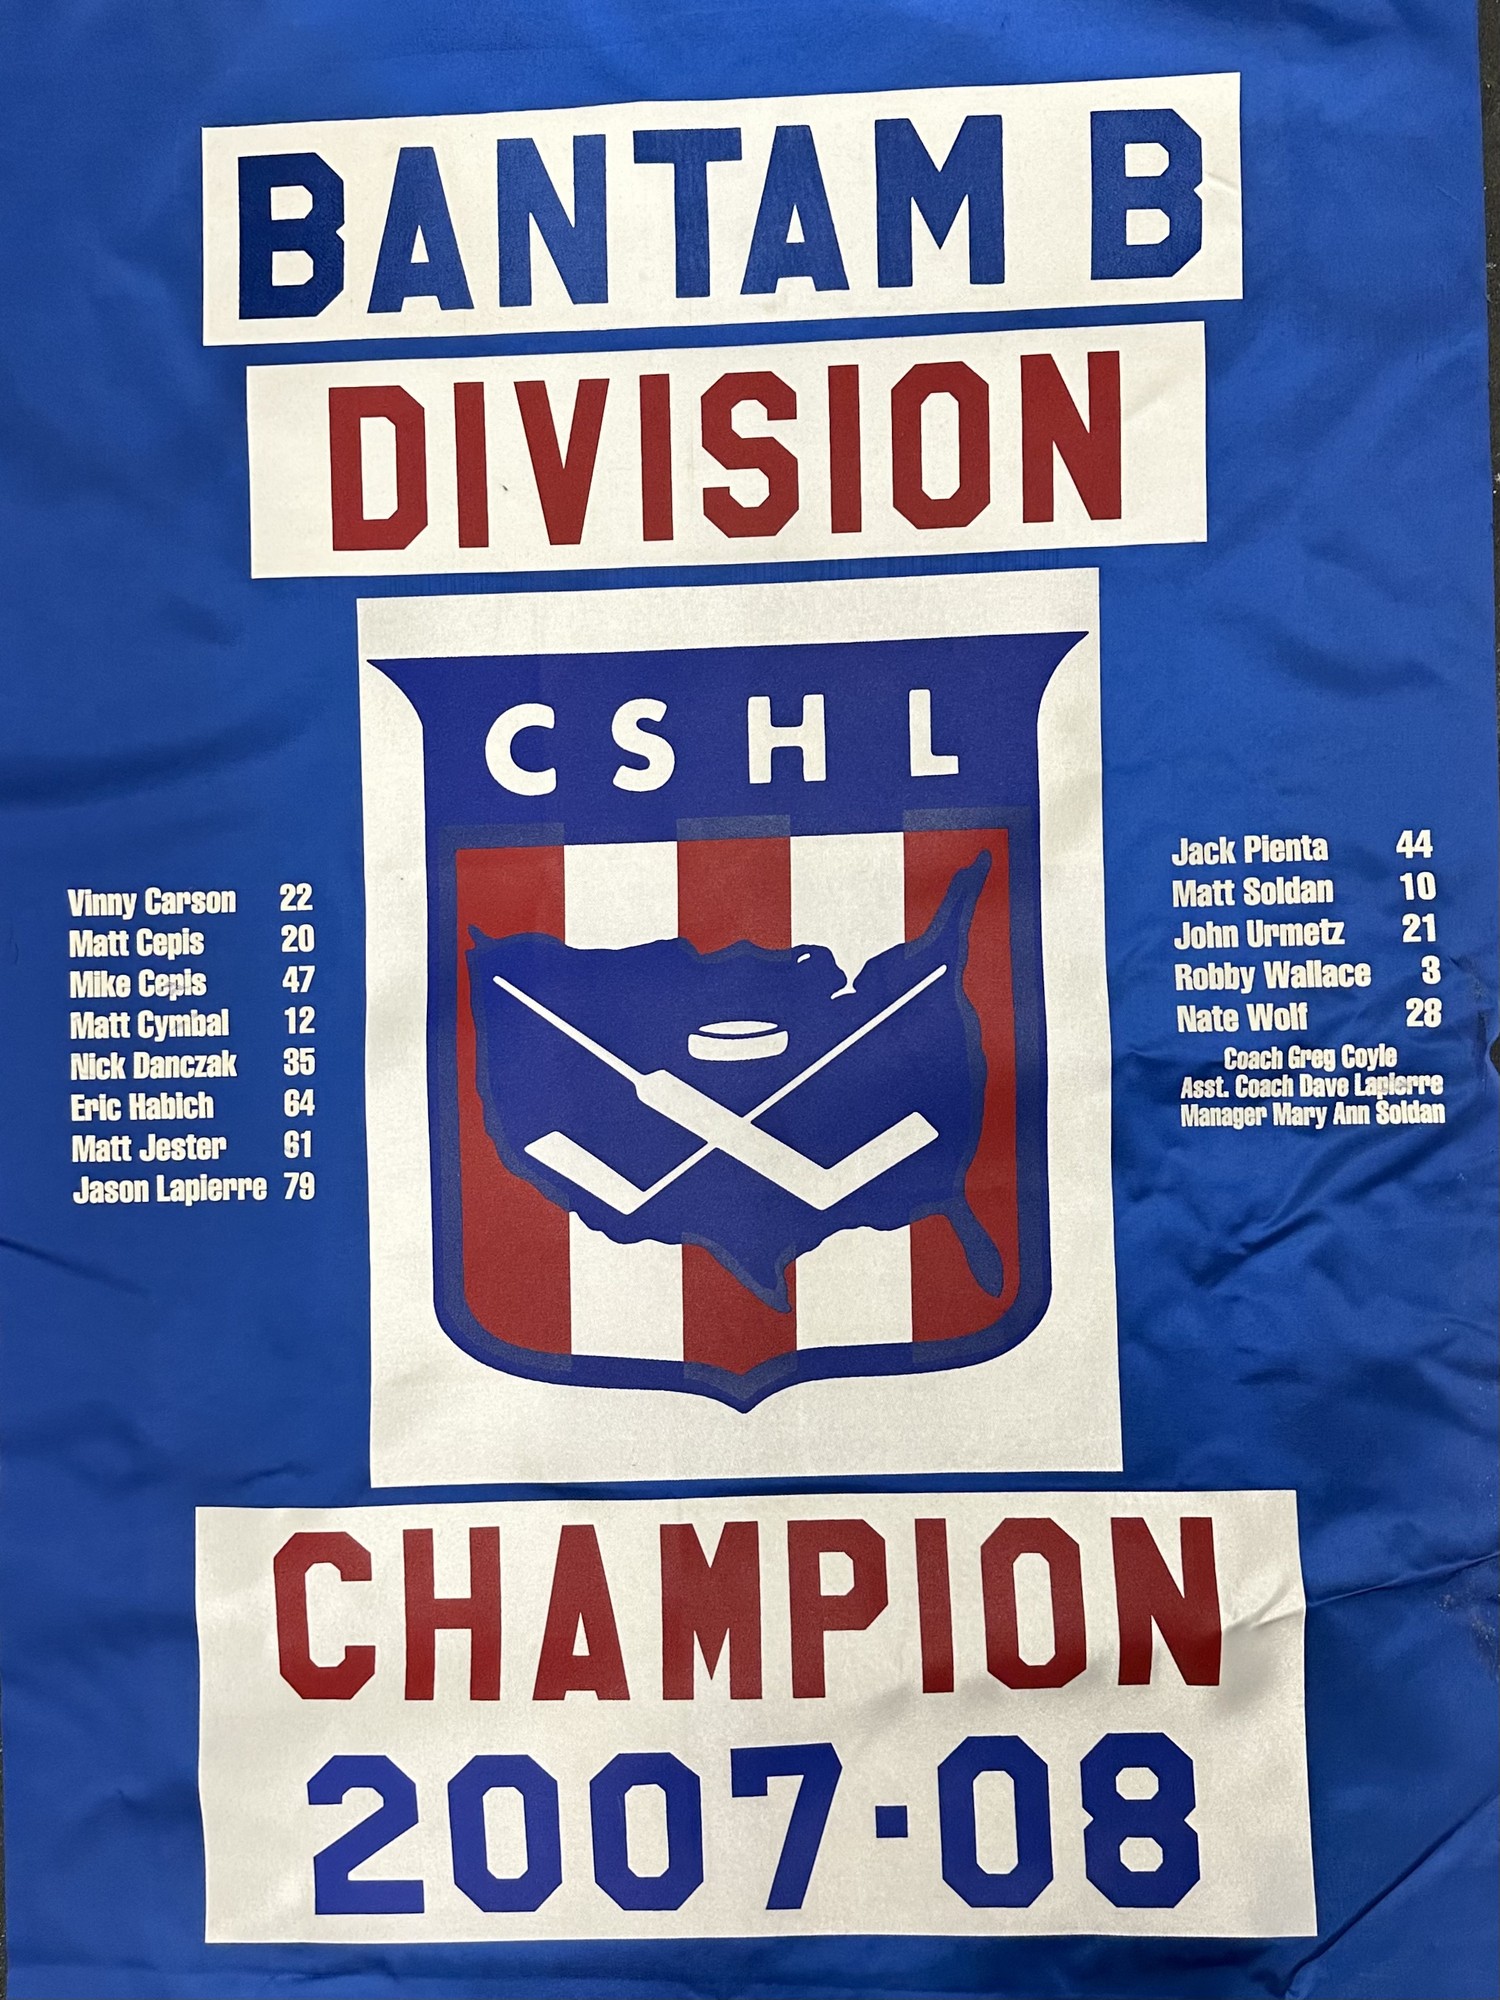 BANTAM B
DIVISION
CSHL
Vinny Carson 22
Matt Cepis 20
Mike Cepis 47
Matt Cymbal 12
Nick Danczak 35
Eric Habich 64
Matt Jester 61
Jason Lapierre 79
Jack Pienta 44
Matt Soldan 10
John Urmetz 21
Robby Wallace 3
Nate Wolf 28
Coach Greg Coyle
Asst. Coach Dave Lapierre
Manager Mary Ann Soldan
CHAMPION
2007-08